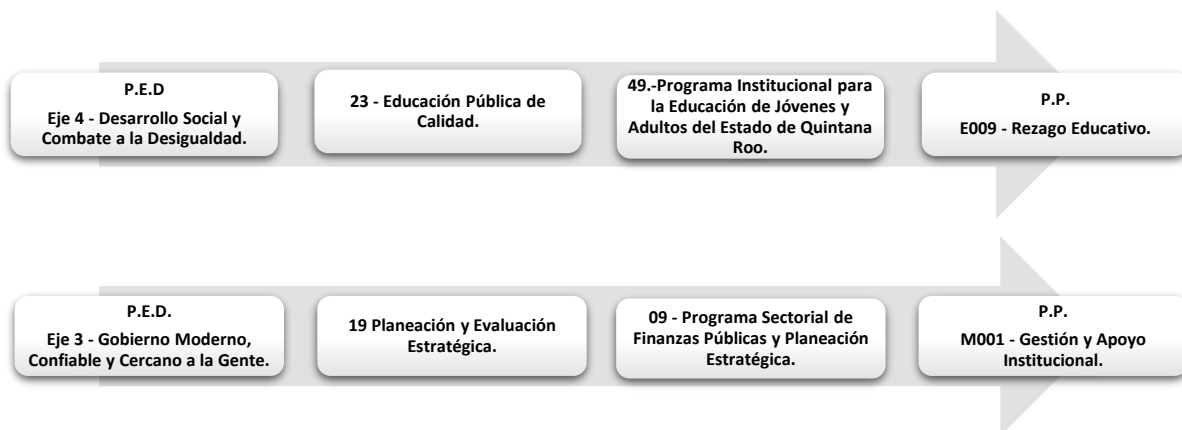 P.E.D
Eje 4 - Desarrollo Social y
Combate a la Desigualdad.
23 - Educación Pública de
Calidad.
49.-Programa Institucional para
la Educación de Jóvenes y
Adultos del Estado de Quintana
Roo.
P.P.
E009 - Rezago Educativo.
P.E.D.
Eje 3 - Gobierno Moderno,
Confiable y Cercano a la Gente.
19 Planeación y Evaluación
Estratégica.
09 - Programa Sectorial de
Finanzas Públicas y Planeación
Estratégica.
P.P.
M001 - Gestión y Apoyo
Institucional.